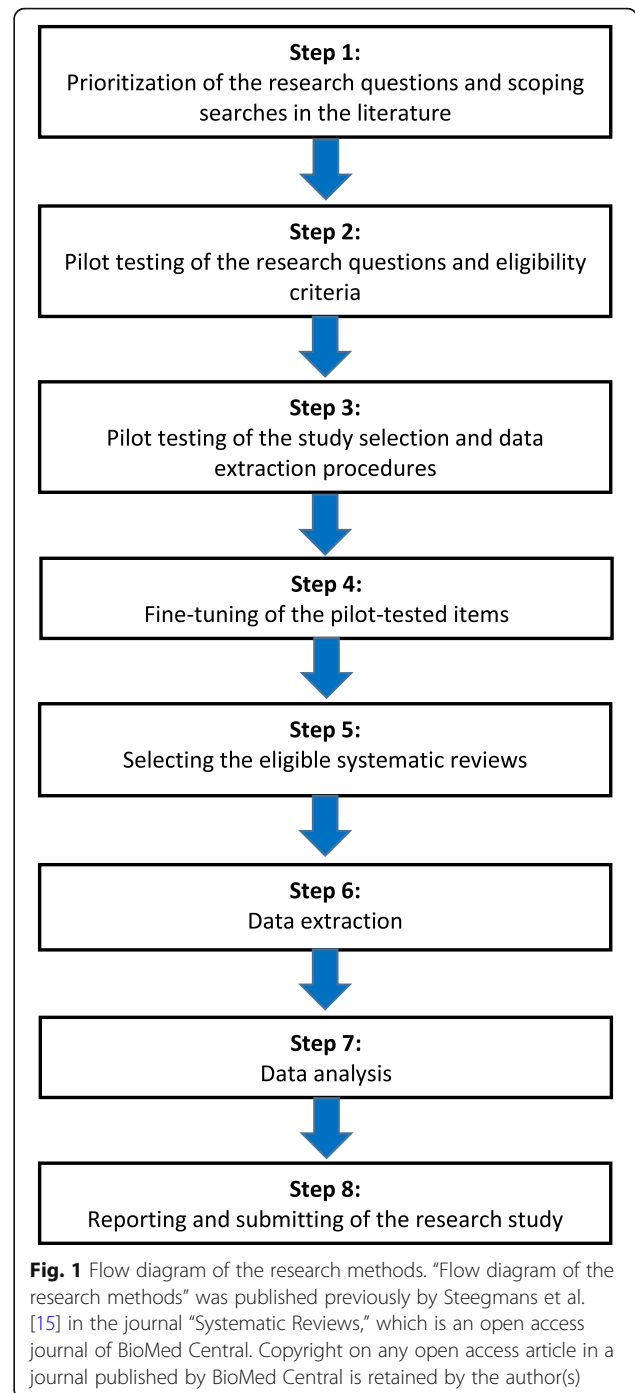 Step 1:
Prioritization of the research questions and scoping
searches in the literature
Step 2:
Pilot testing of the research questions and eligibility
criteria
Step 3:
Pilot testing of the study selection and data
extraction procedures
Step 4:
Fine-tuning of the pilot-tested items
Step 5:
Selecting the eligible systematic reviews
Step 6:
Data extraction
Step 7:
Data analysis
Step 8:
Reporting and submitting of the research study
Fig. 1 Flow diagram of the research methods. “Flow diagram of the
research methods” was published previously by Steegmans et al.
[15] in the journal “Systematic Reviews,” which is an open access
journal of BioMed Central. Copyright on any open access article in a
journal published by BioMed Central is retained by the author(s)